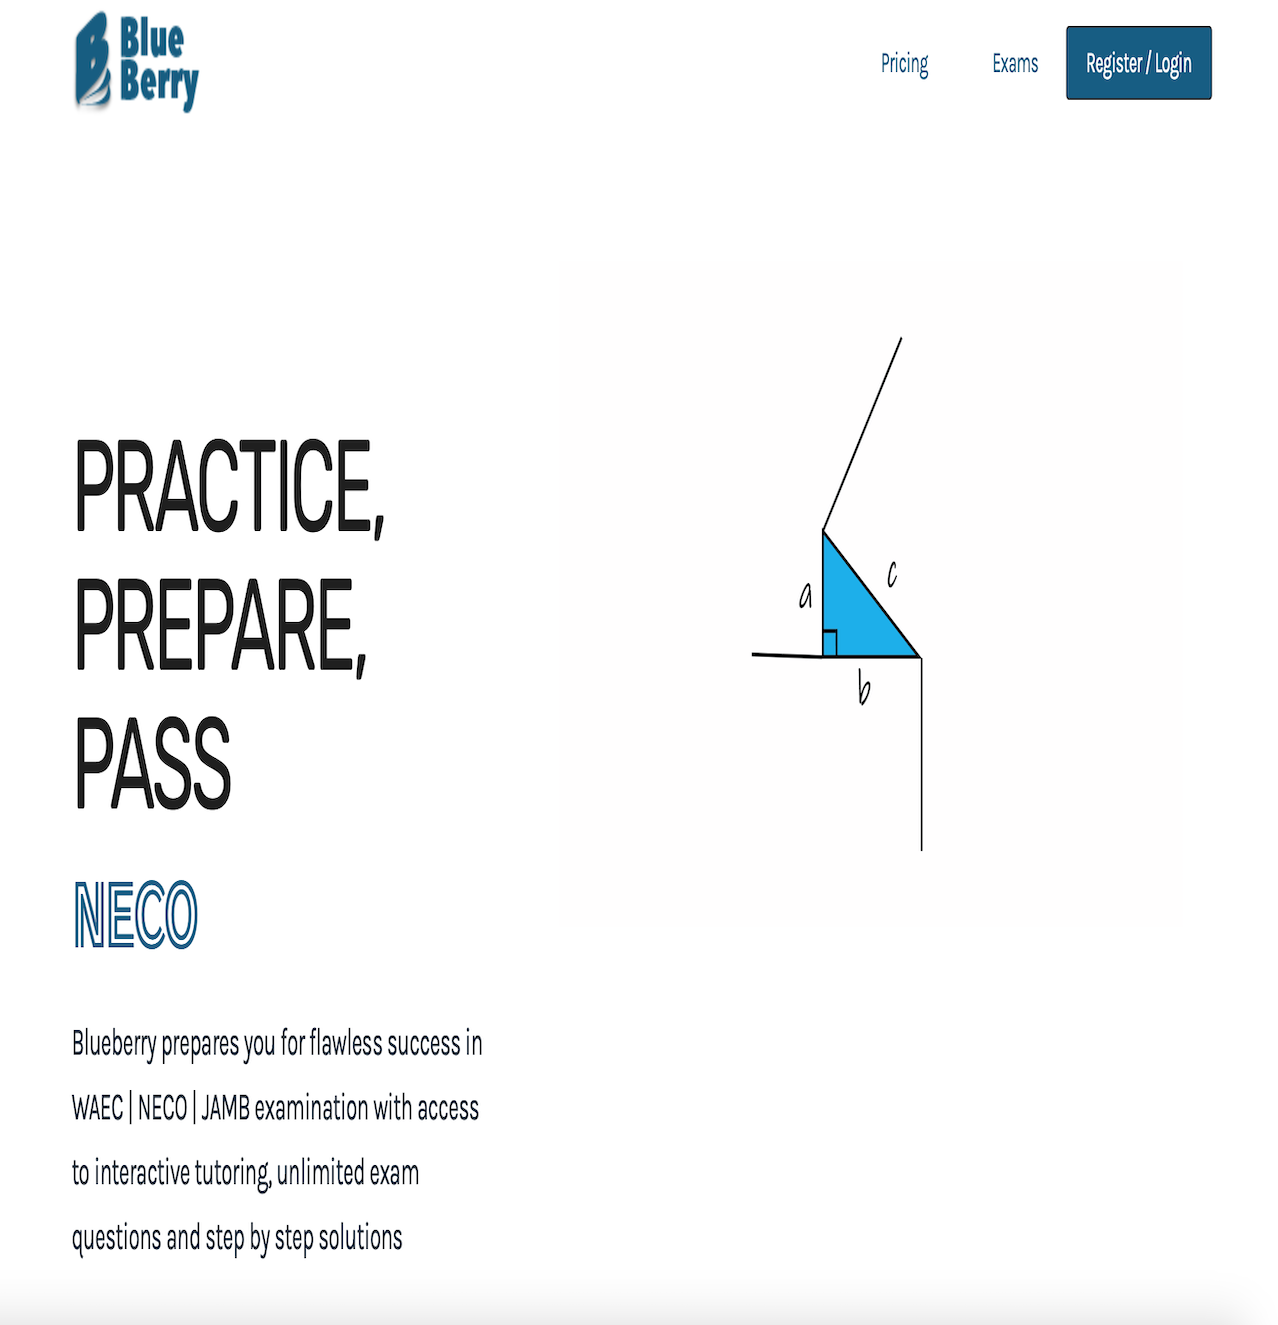 Blue
Berry
Pricing
Exams
Register / Login
PRACTICE,
PREPARE,
PASS
NECO
a
c
b
Blueberry prepares you for flawless success in
WAEC | NECO | JAMB examination with access
to interactive tutoring, unlimited exam
questions and step by step solutions